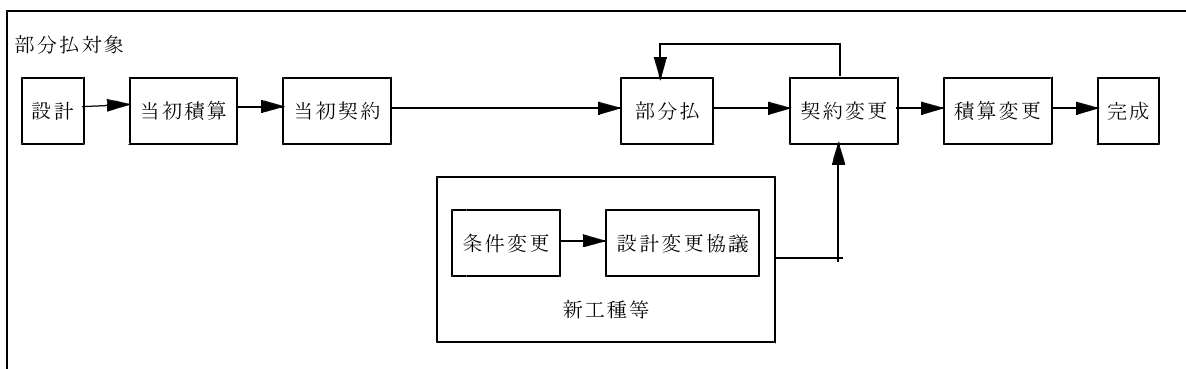 部分払対象
設計
当初積算
当初契約
部分払
契約変更
積算変更
完成
条件変更
設計変更協議
新工種等